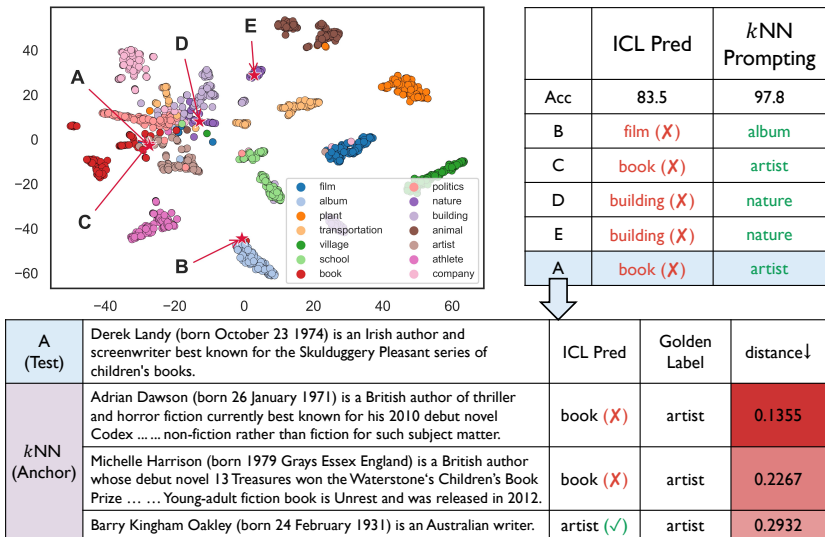 40
20
0
−20
−40
−60
−40
−20
0
20
40
60
A
B
C
D
E
film
album
plant
transportation
village
school
book
politics
nature
building
animal
artist
athlete
company
ICL Pred
kNN Prompting
Acc 83.5 97.8
B film (✗) album
C book (✗) artist
D building (✗) nature
E building (✗) nature
A book (✗) artist
A
(Test)
Derek Landy (born October 23 1974) is an Irish author and
screenwriter best known for the Skulduggery Pleasant series of
children's books.
ICL Pred
Golden
Label
distance↓
kNN
(Anchor)
Adrian Dawson (born 26 January 1971) is a British author of thriller
and horror fiction currently best known for his 2010 debut novel
Codex ... ... non-fiction rather than fiction for such subject matter.
book (✗) artist 0.1355
Michelle Harrison (born 1979 Grays Essex England) is a British author
whose debut novel 13 Treasures won the Waterstone‘s Children's Book
Prize ... ... Young-adult fiction book is Unrest and was released in 2012.
book (✗) artist 0.2267
Barry Kingham Oakley (born 24 February 1931) is an Australian writer.
artist (✓) artist 0.2932